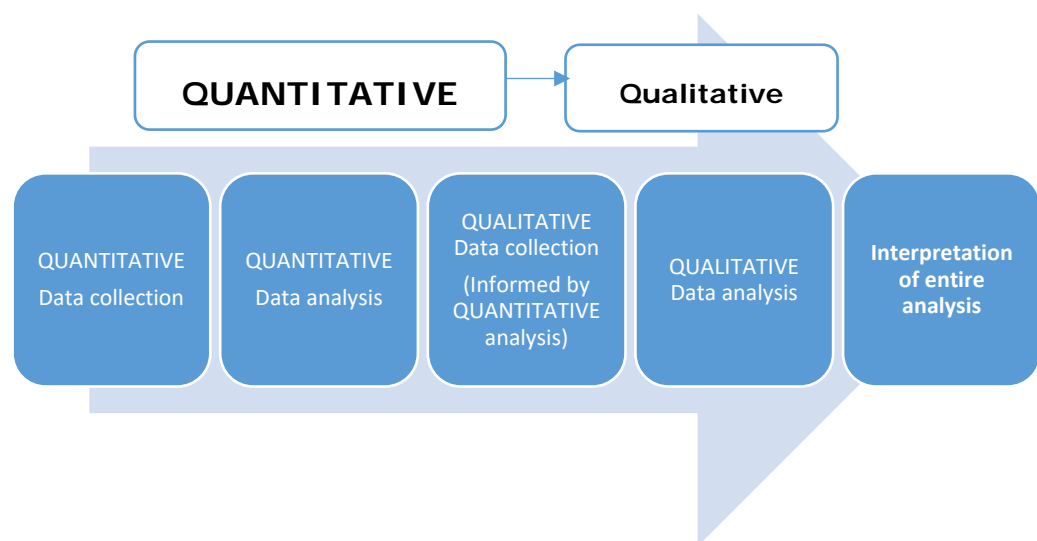 QUANTITATIVE
Qualitative
QUANTITATIVE
Data collection
QUANTITATIVE
Data analysis
QUALITATIVE
Data collection
(Informed by
QUANTITATIVE
analysis)
QUALITATIVE
Data analysis
Interpretation
of entire
analysis